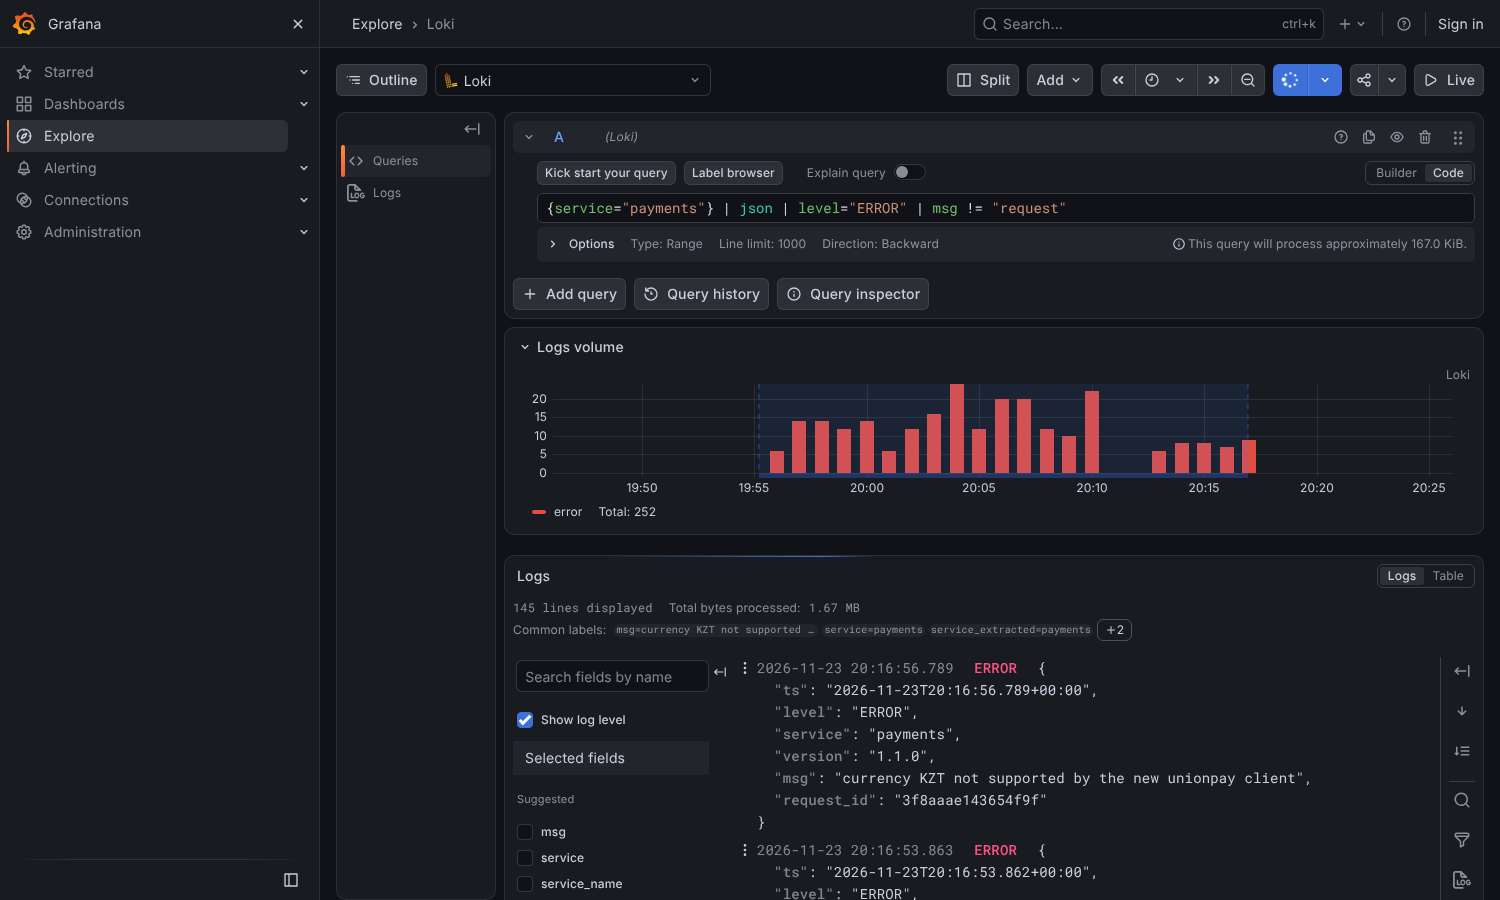 Grafana
Explore › Loki
Search...
ctrl+k
Sign in
Starred
Dashboards
Explore
Alerting
Connections
Administration
Outline
Loki
Split
Add
Live
Queries
Logs
A
(Loki)
Kick start your query
Label browser
Explain query
Builder
Code
{service="payments"} | json | level="ERROR" | msg != "request"
Options
Type: Range
Line limit: 1000
Direction: Backward
This query will process approximately 167.0 KiB.
Add query
Query history
Query inspector
Logs volume
Loki
20
15
10
5
0
19:50
19:55
20:00
20:05
20:10
20:15
20:20
20:25
error
Total: 252
Logs
Logs
Table
145 lines displayed
Total bytes processed: 1.67 MB
Common labels:
msg=currency KZT not supported …
service=payments
service_extracted=payments
+2
Search fields by name
Show log level
Selected fields
Suggested
msg
service
service_name
2026-11-23 20:16:56.789 ERROR {
"ts": "2026-11-23T20:16:56.789+00:00",
"level": "ERROR",
"service": "payments",
"version": "1.1.0",
"msg": "currency KZT not supported by the new unionpay client",
"request_id": "3f8aaae143654f9f"
}
2026-11-23 20:16:53.863 ERROR {
"ts": "2026-11-23T20:16:53.862+00:00",
"level": "ERROR",
LOG
LOG